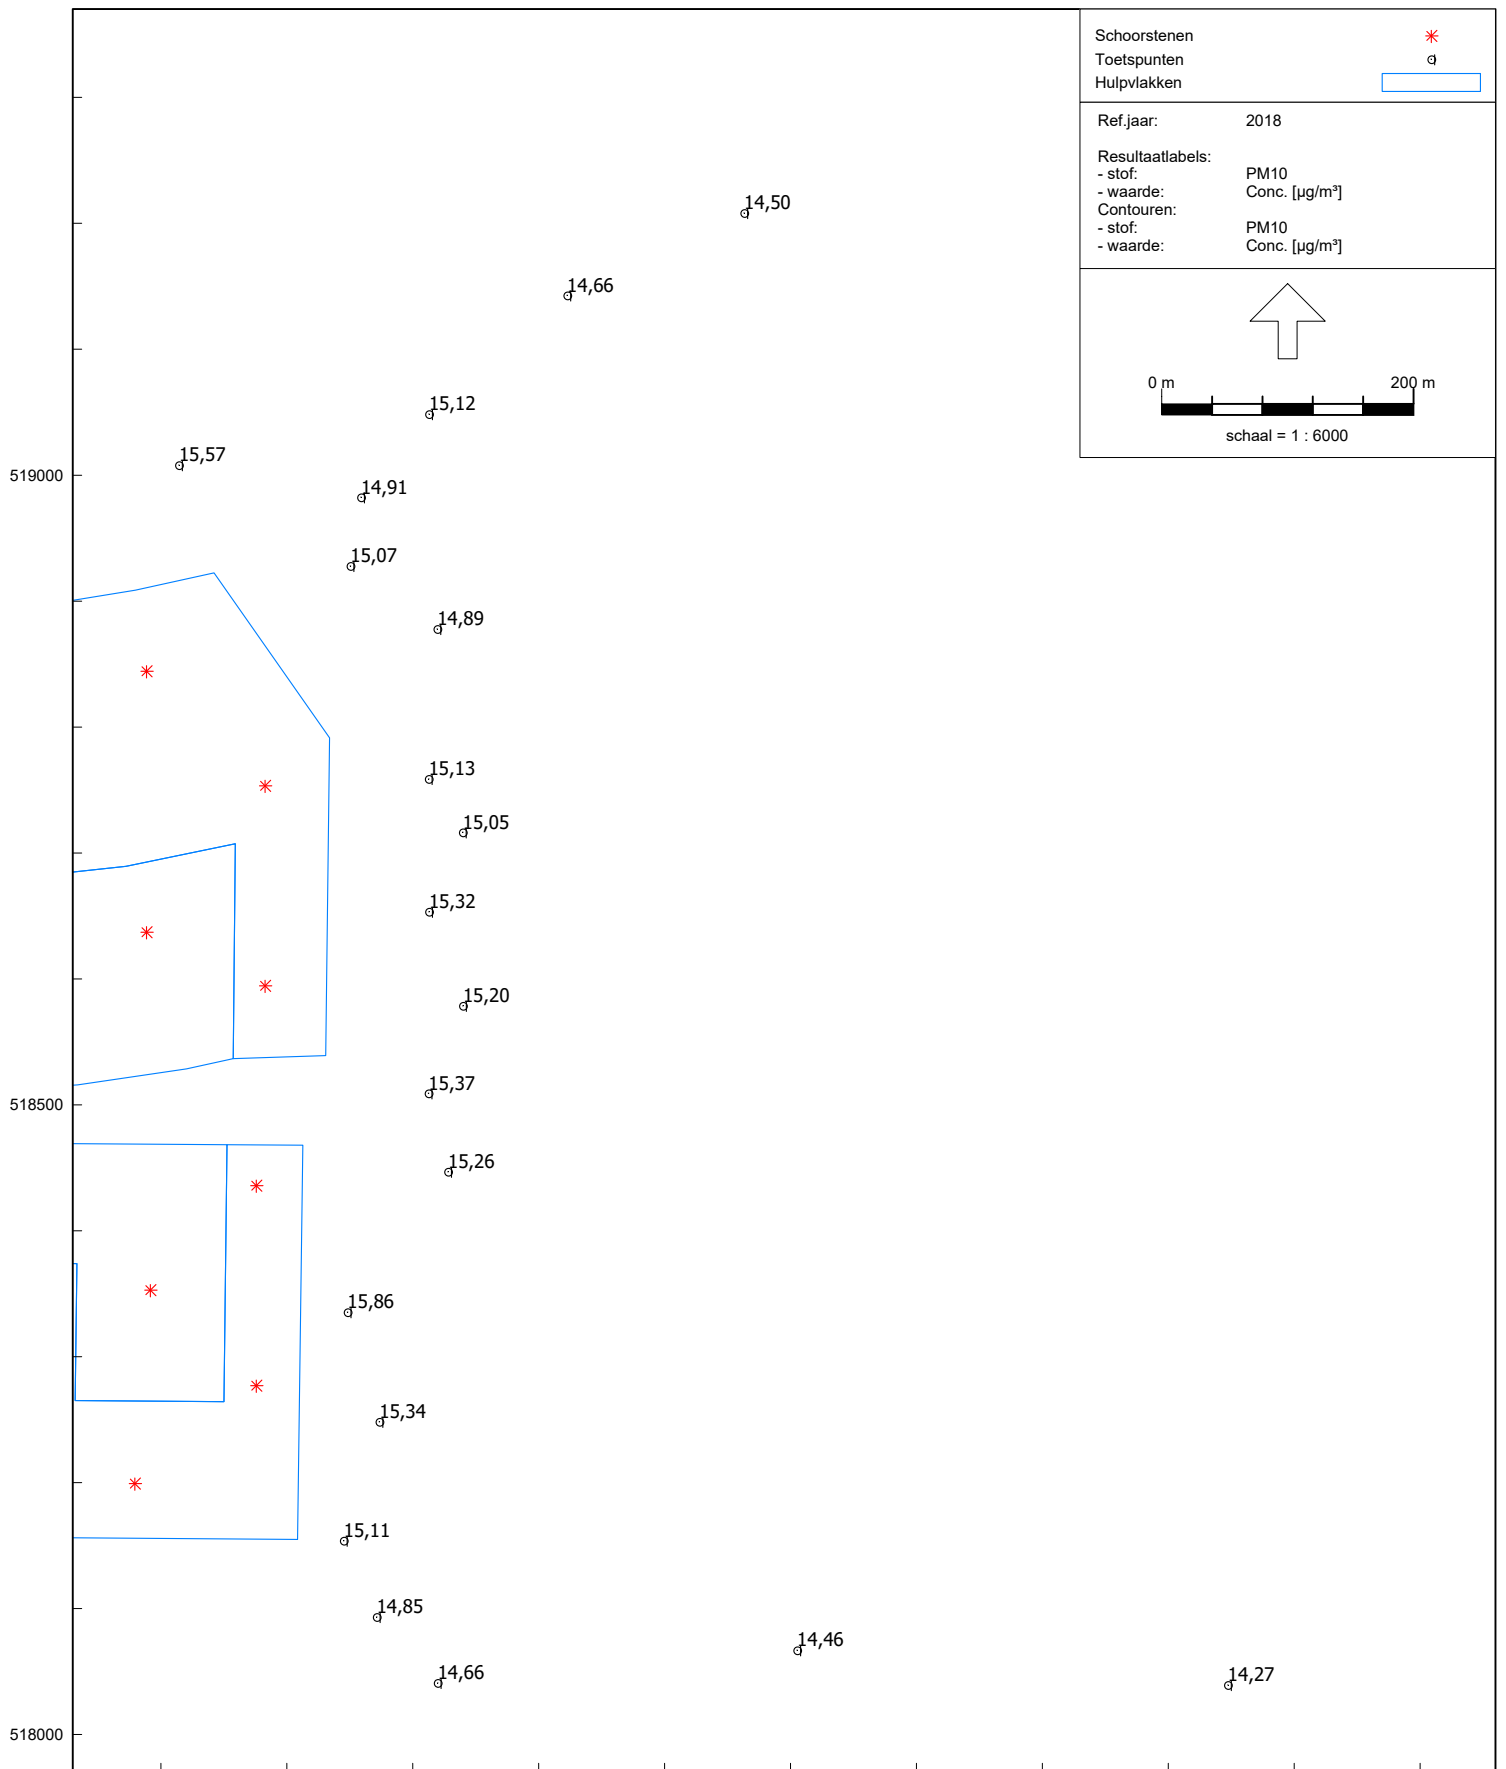 Schoorstenen
Toetspunten
Hulpvlakken
Ref.jaar: 2018
Resultaatlabels:
- stof: PM10
- waarde: Conc. [µg/m³]
Contouren:
- stof: PM10
- waarde: Conc. [µg/m³]
0 m 200 m
schaal = 1 : 6000
14,50
14,66
15,12
15,57
519000
14,91
15,07
14,89
15,13
15,05
15,32
15,20
15,37
518500
15,26
15,86
15,34
15,11
14,85
14,46
14,66
14,27
518000